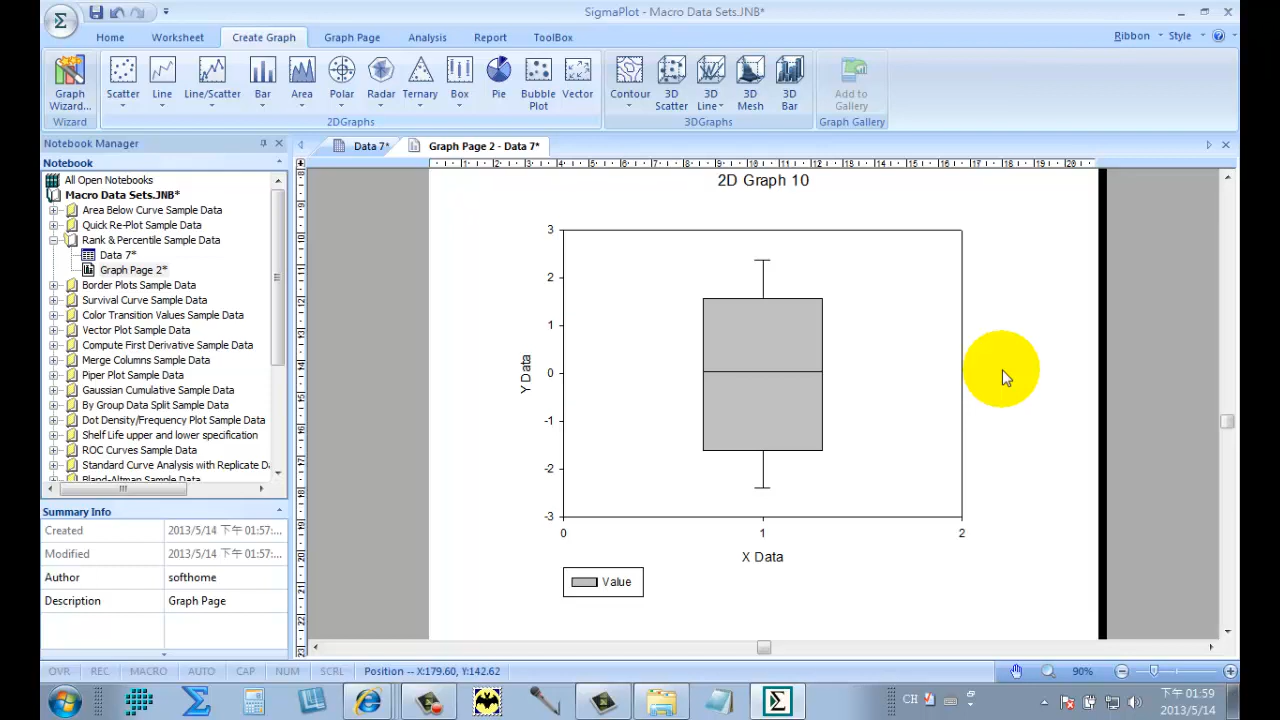 SigmaPlot - Macro Data Sets.JNB*
Home Worksheet Create Graph Graph Page Analysis Report ToolBox
Ribbon Style
Graph Wizard... Scatter Line Line/Scatter Bar Area Polar Radar Ternary Box Pie Bubble Plot Vector Contour 3D Scatter 3D Line 3D Mesh 3D Bar Add to Gallery
Wizard 2DGraphs 3DGraphs Graph Gallery
Notebook Manager
Data 7*
Graph Page 2 - Data 7*
Notebook
All Open Notebooks
Macro Data Sets.JNB*
Area Below Curve Sample Data
Quick Re-Plot Sample Data
Rank & Percentile Sample Data
Data 7*
Graph Page 2*
Border Plots Sample Data
Survival Curve Sample Data
Color Transition Values Sample Data
Vector Plot Sample Data
Compute First Derivative Sample Data
Merge Columns Sample Data
Piper Plot Sample Data
Gaussian Cumulative Sample Data
By Group Data Split Sample Data
Dot Density/Frequency Plot Sample Data
Shelf Life upper and lower specification
ROC Curves Sample Data
Standard Curve Analysis with Replicate Da
Bland-Altman Sample Data
Summary Info
Created 2013/5/14 下午 01:57:...
Modified 2013/5/14 下午 01:57:...
Author softhome
Description Graph Page
2D Graph 10
3
2
1
0
-1
-2
-3
Y Data
0 1 2
X Data
Value
OVR REC MACRO AUTO CAP NUM SCRL Position -- X:179.60, Y:142.62 90%
CH
下午 01:59
2013/5/14